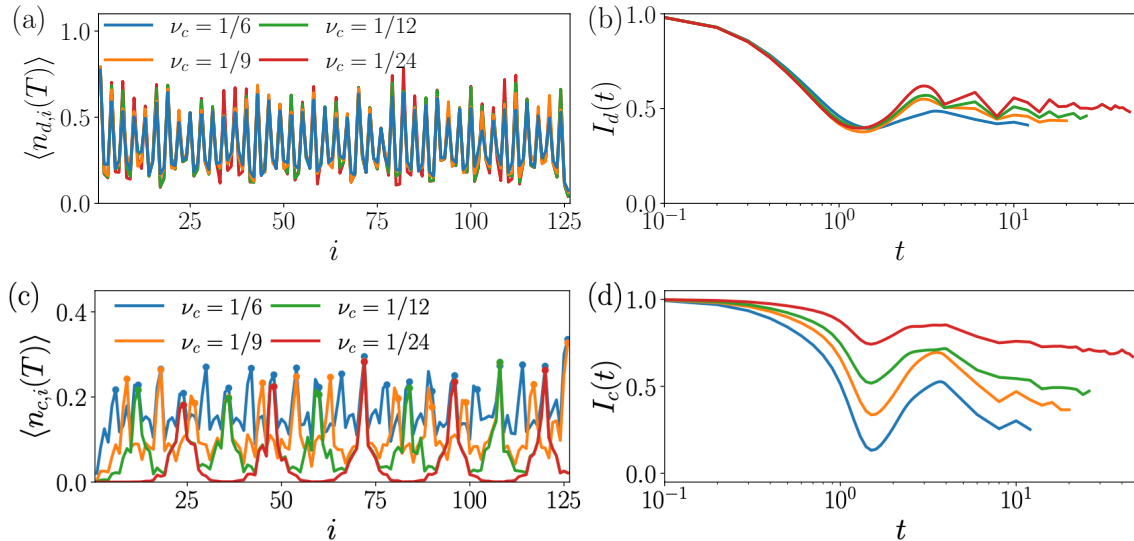 (a)
ν_c = 1/6 ν_c = 1/12
ν_c = 1/9 ν_c = 1/24
⟨n_{d,i}(T)⟩
1.0
0.5
0.0
25 50 75 100 125
i
(b)
I_d(t)
1.0
0.5
0.0
10^{-1} 10^0 10^1
t
(c)
ν_c = 1/6 ν_c = 1/12
ν_c = 1/9 ν_c = 1/24
⟨n_{c,i}(T)⟩
0.4
0.2
0.0
25 50 75 100 125
i
(d)
I_c(t)
1.0
0.5
0.0
10^{-1} 10^0 10^1
t